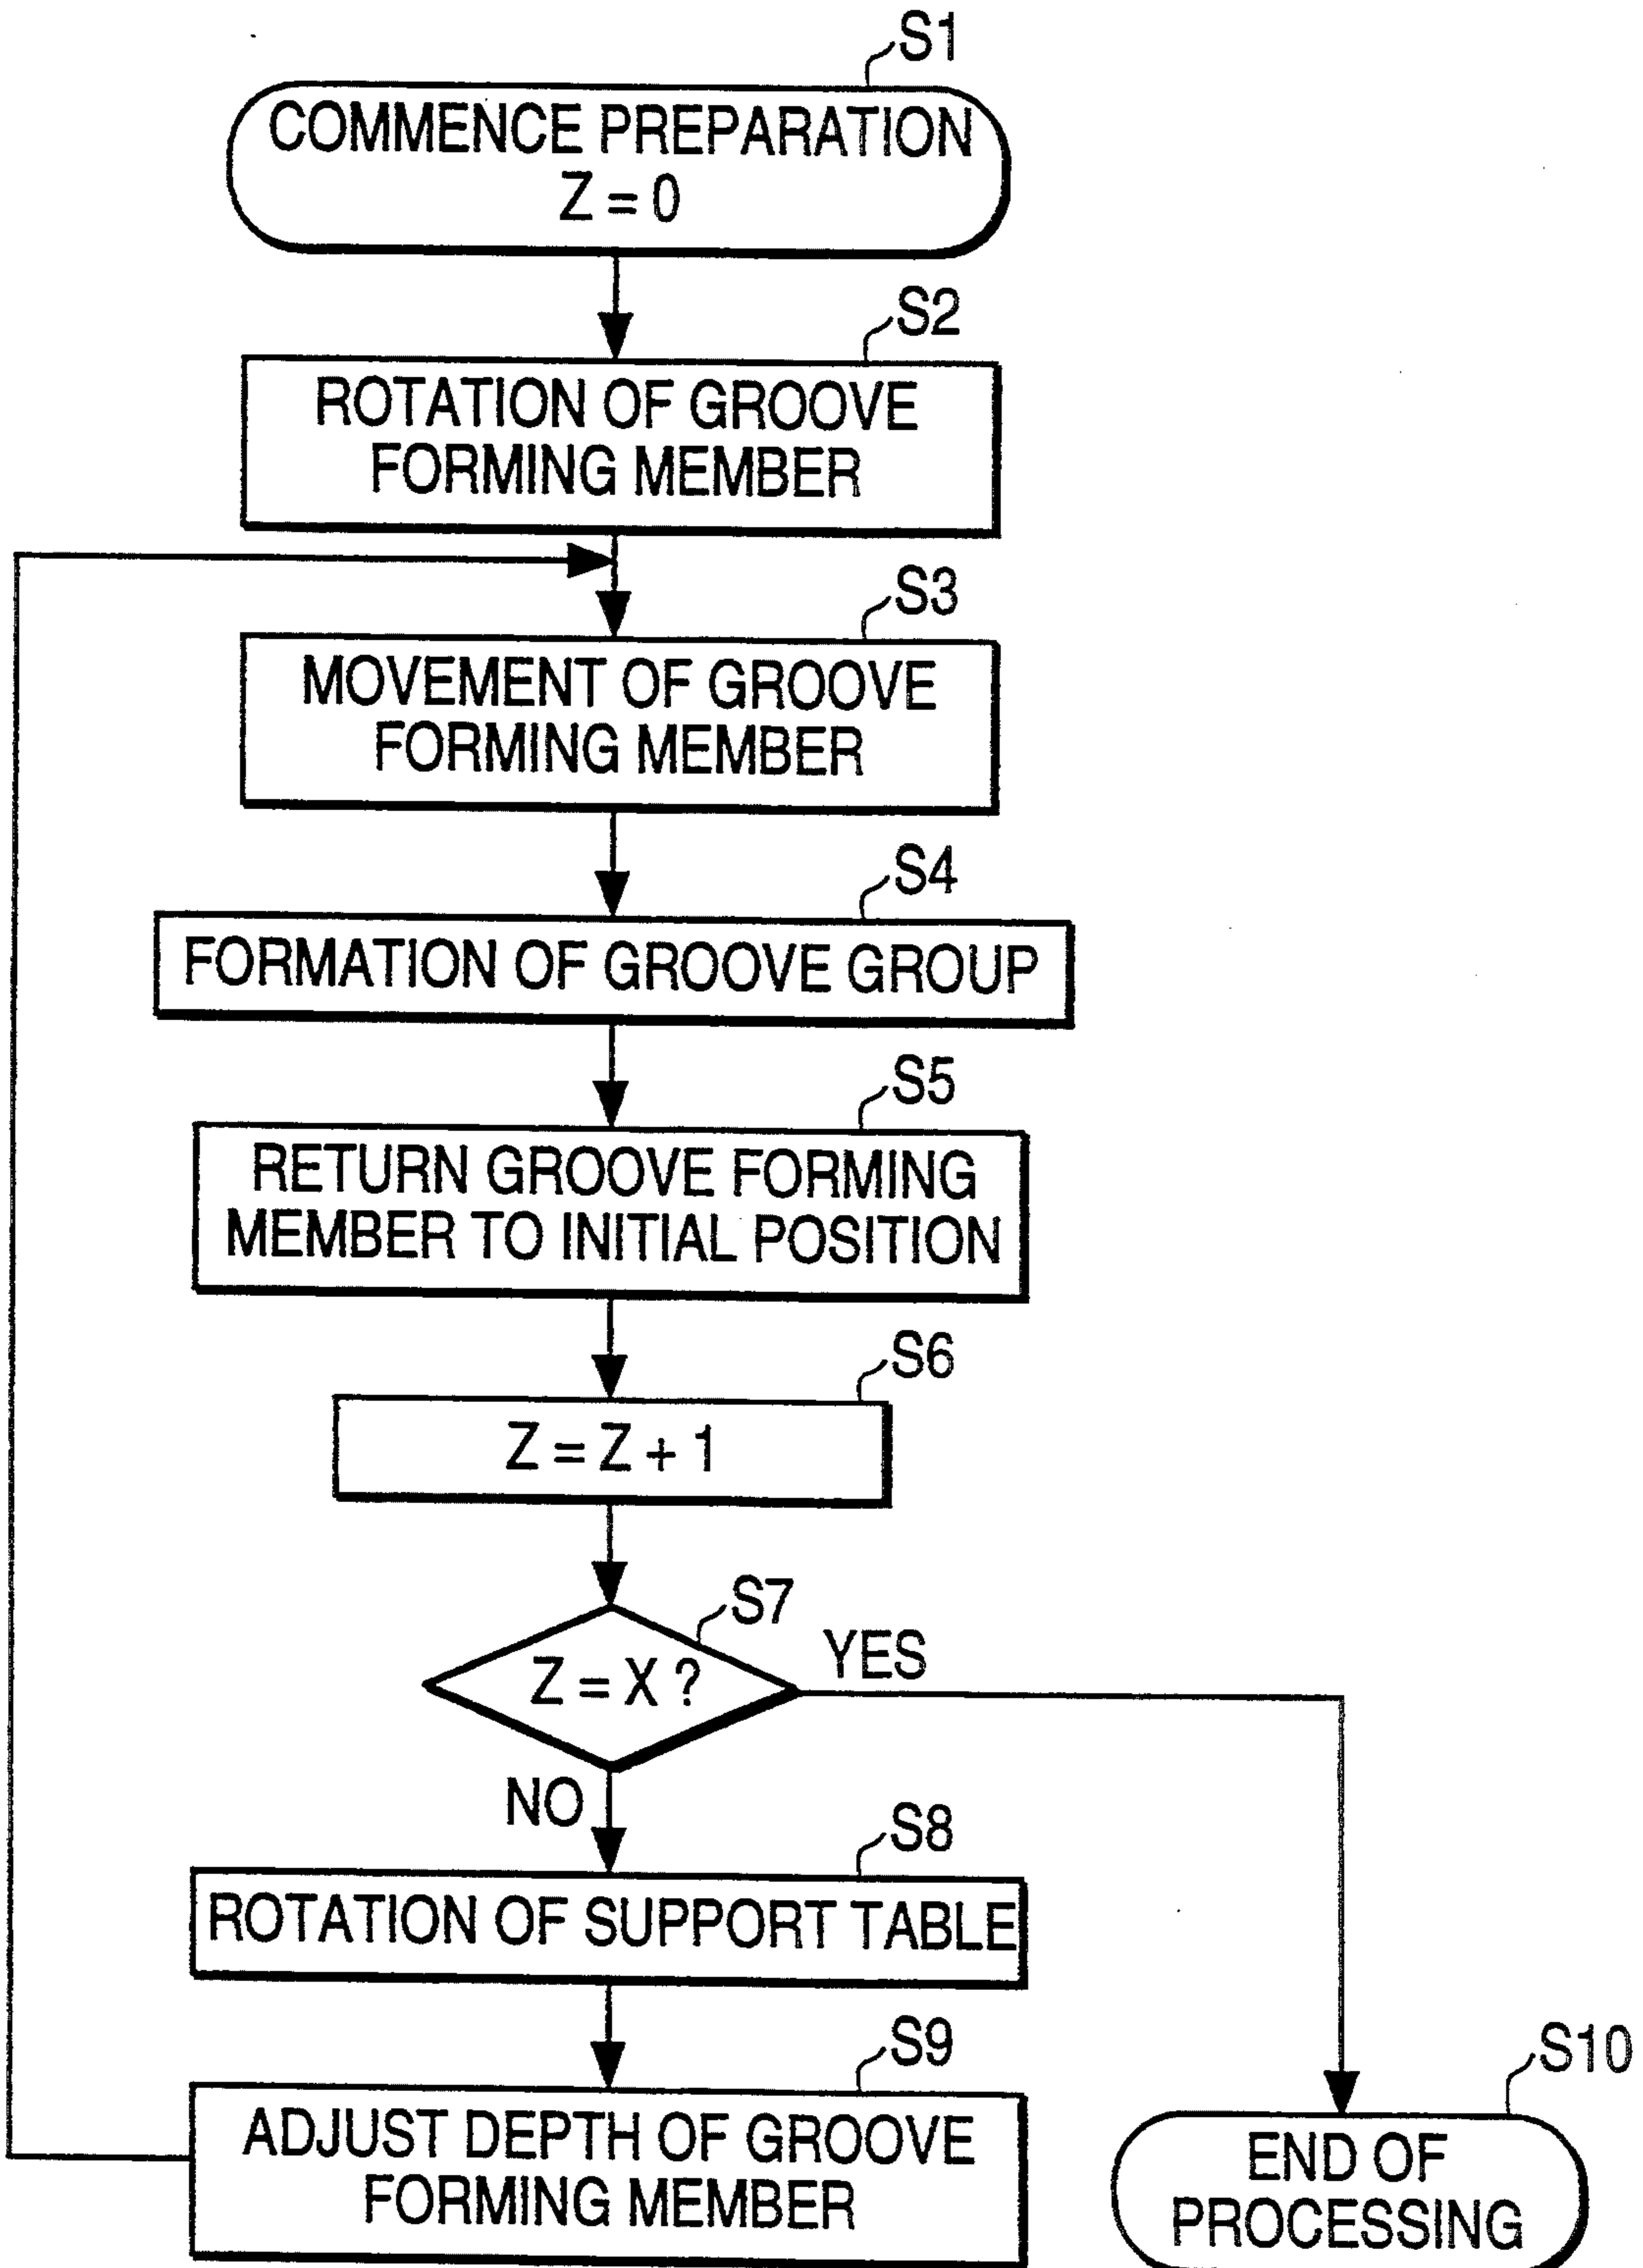 S1
COMMENCE PREPARATION
Z = 0
S2
ROTATION OF GROOVE
FORMING MEMBER
S3
MOVEMENT OF GROOVE
FORMING MEMBER
S4
FORMATION OF GROOVE GROUP
S5
RETURN GROOVE FORMING
MEMBER TO INITIAL POSITION
S6
Z = Z + 1
S7
Z = X ?
YES
NO
S8
ROTATION OF SUPPORT TABLE
S9
ADJUST DEPTH OF GROOVE
FORMING MEMBER
S10
END OF
PROCESSING